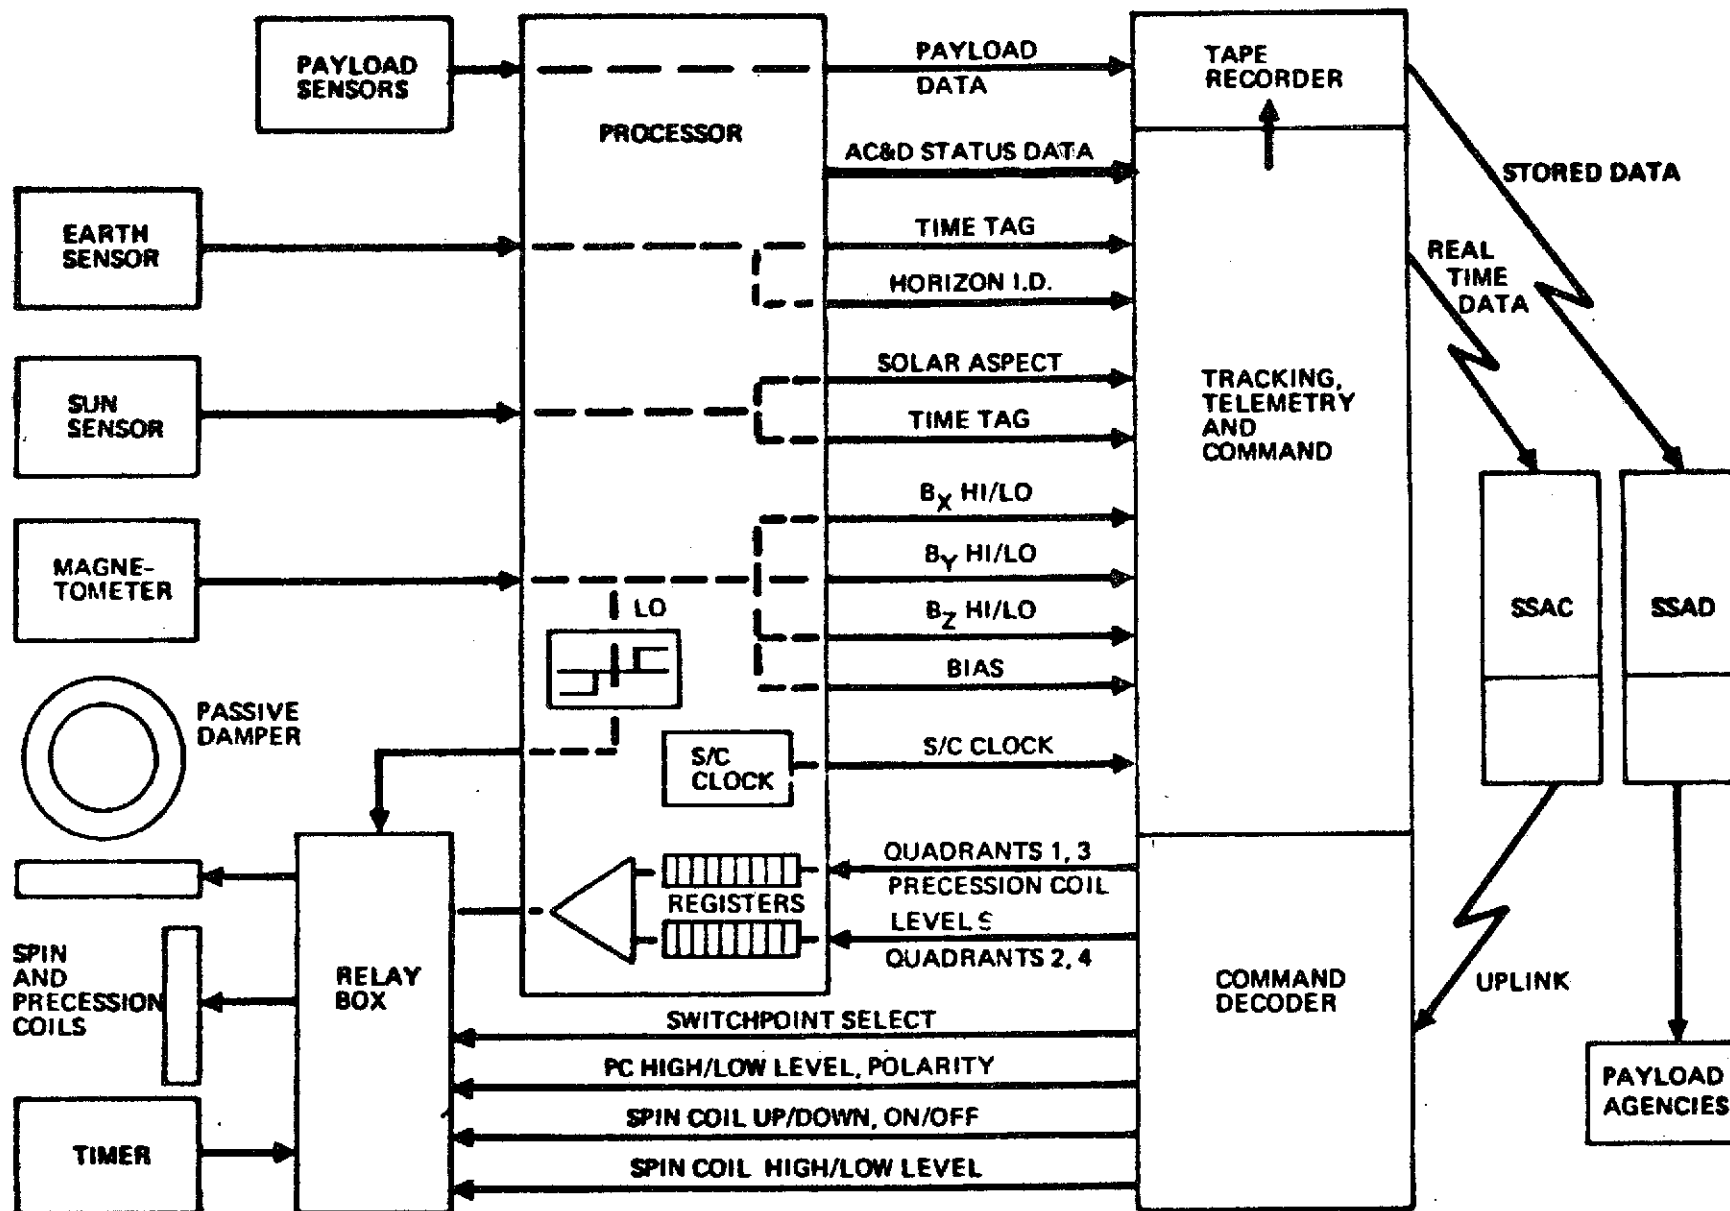 PAYLOAD
SENSORS
PROCESSOR
PAYLOAD
DATA
TAPE
RECORDER
AC&D STATUS DATA
STORED DATA
EARTH
SENSOR
TIME TAG
HORIZON I.D.
REAL
TIME
DATA
SUN
SENSOR
SOLAR ASPECT
TIME TAG
TRACKING,
TELEMETRY
AND
COMMAND
MAGNE-
TOMETER
LO
BX HI/LO
BY HI/LO
BZ HI/LO
BIAS
SSAC
SSAD
PASSIVE
DAMPER
S/C
CLOCK
S/C CLOCK
QUADRANTS 1, 3
PRECESSION COIL
LEVELS
QUADRANTS 2, 4
REGISTERS
SPIN
AND
PRECESSION
COILS
RELAY
BOX
COMMAND
DECODER
UPLINK
SWITCHPOINT SELECT
PC HIGH/LOW LEVEL, POLARITY
SPIN COIL UP/DOWN, ON/OFF
SPIN COIL HIGH/LOW LEVEL
TIMER
PAYLOAD
AGENCIES